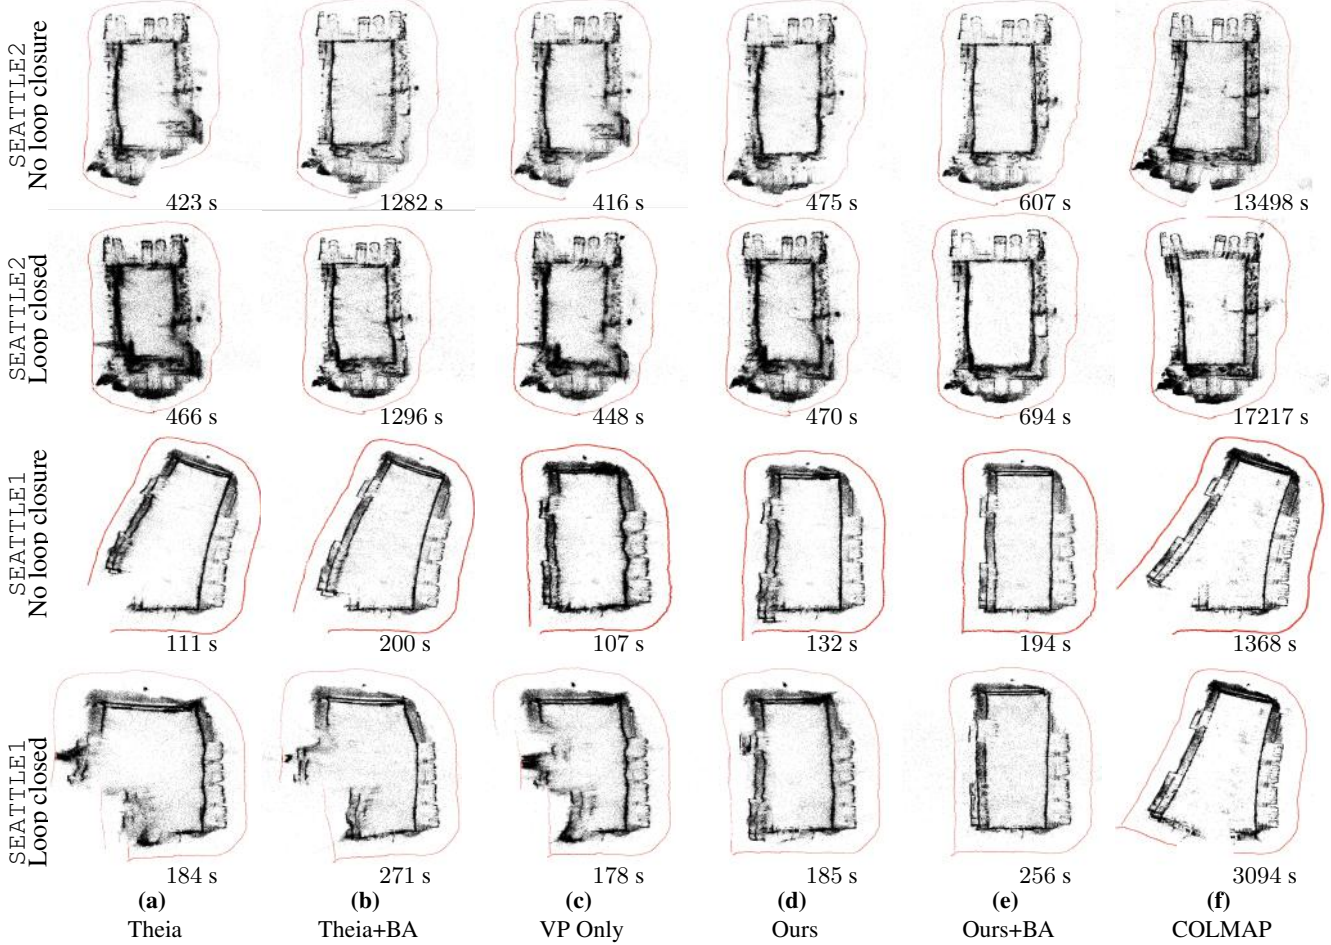 SEATTLE2
No loop closure
423 s
1282 s
416 s
475 s
607 s
13498 s
SEATTLE2
Loop closed
466 s
1296 s
448 s
470 s
694 s
17217 s
SEATTLE1
No loop closure
111 s
200 s
107 s
132 s
194 s
1368 s
SEATTLE1
Loop closed
184 s
271 s
178 s
185 s
256 s
3094 s
(a)
(b)
(c)
(d)
(e)
(f)
Theia
Theia+BA
VP Only
Ours
Ours+BA
COLMAP